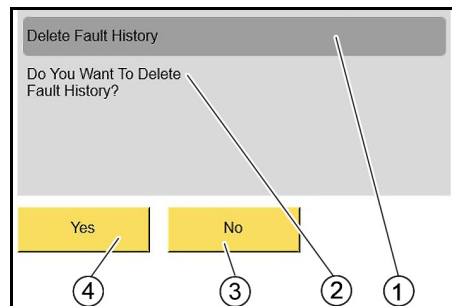 Delete Fault History
Do You Want To Delete
Fault History?
Yes
No
4
3
2
1